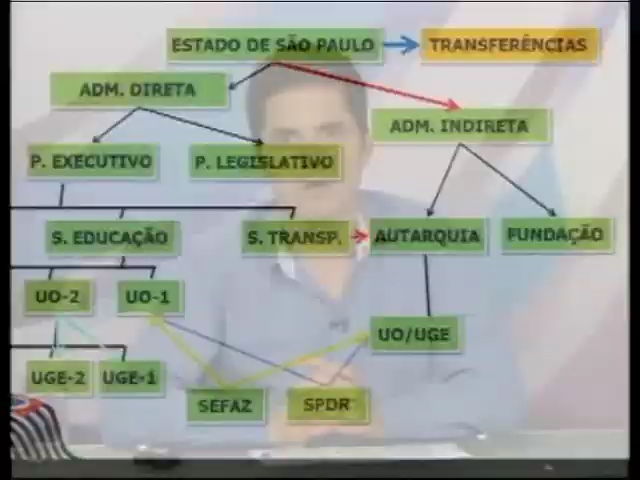 ESTADO DE SÃO PAULO
TRANSFERÊNCIAS
ADM. DIRETA
ADM. INDIRETA
P. EXECUTIVO
P. LEGISLATIVO
S. EDUCAÇÃO
S. TRANSP.
AUTARQUIA
FUNDAÇÃO
UO-2
UO-1
UO/UGE
UGE-2
UGE-1
SEFAZ
SPDR